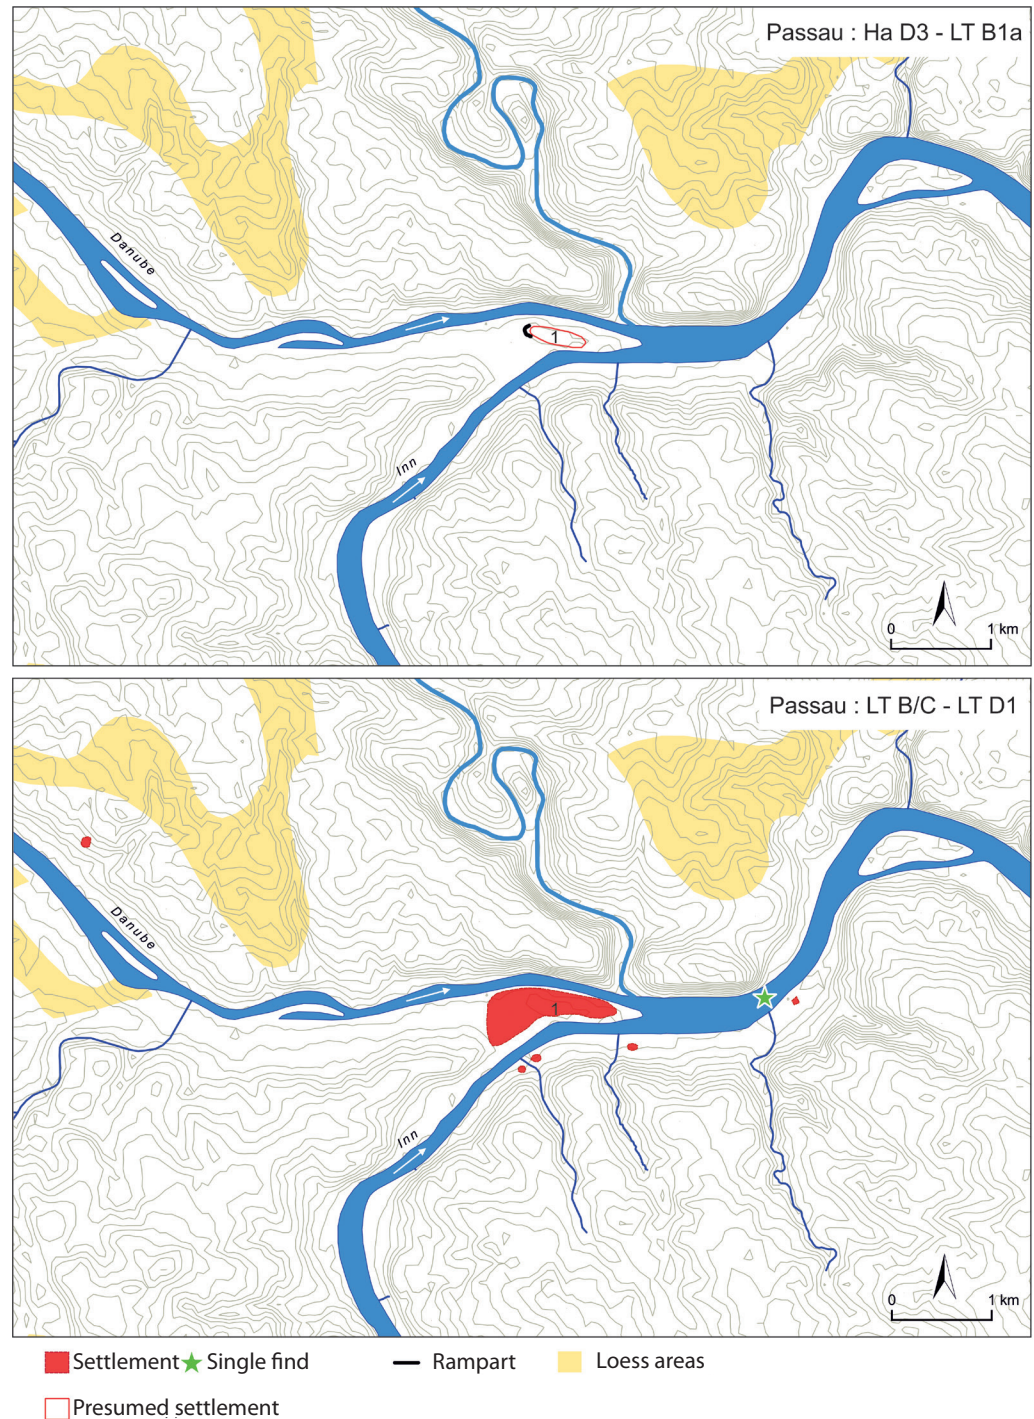 Passau : Ha D3 - LT B1a
Danube
1
Inn
0 1 km
Passau : LT B/C - LT D1
Danube
1
Inn
0 1 km
Settlement Single find Rampart Loess areas
Presumed settlement